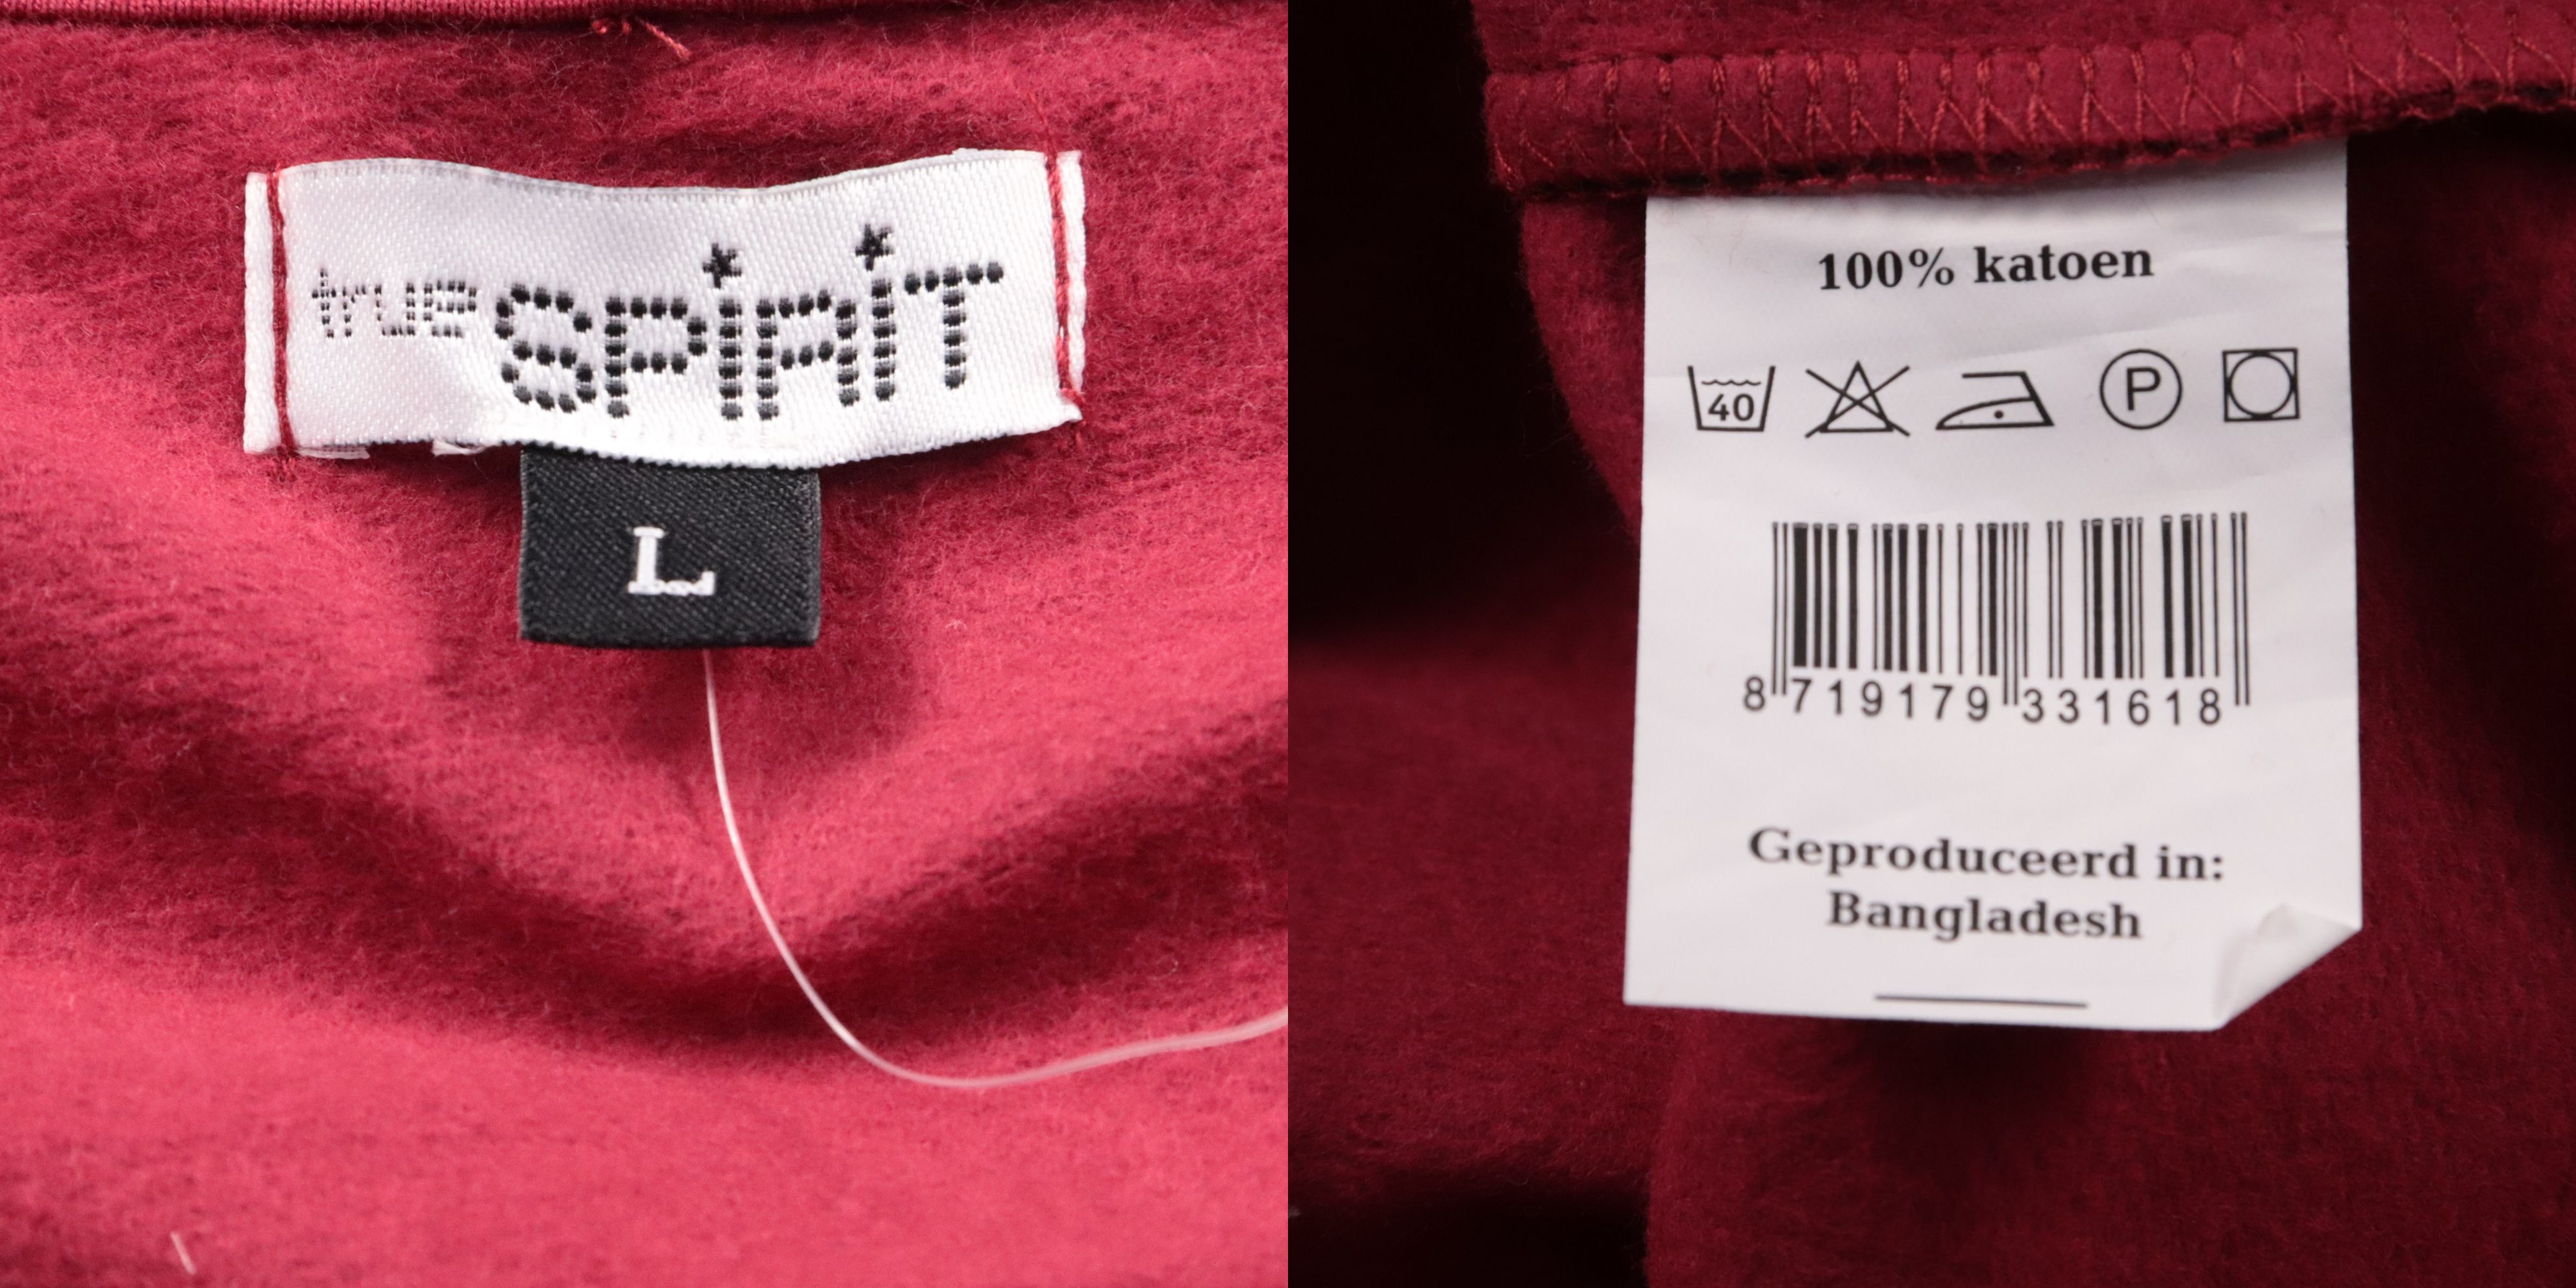 true SPiRiT
L
100% katoen
40 P
8 719179 331618
Geproduceerd in:
Bangladesh